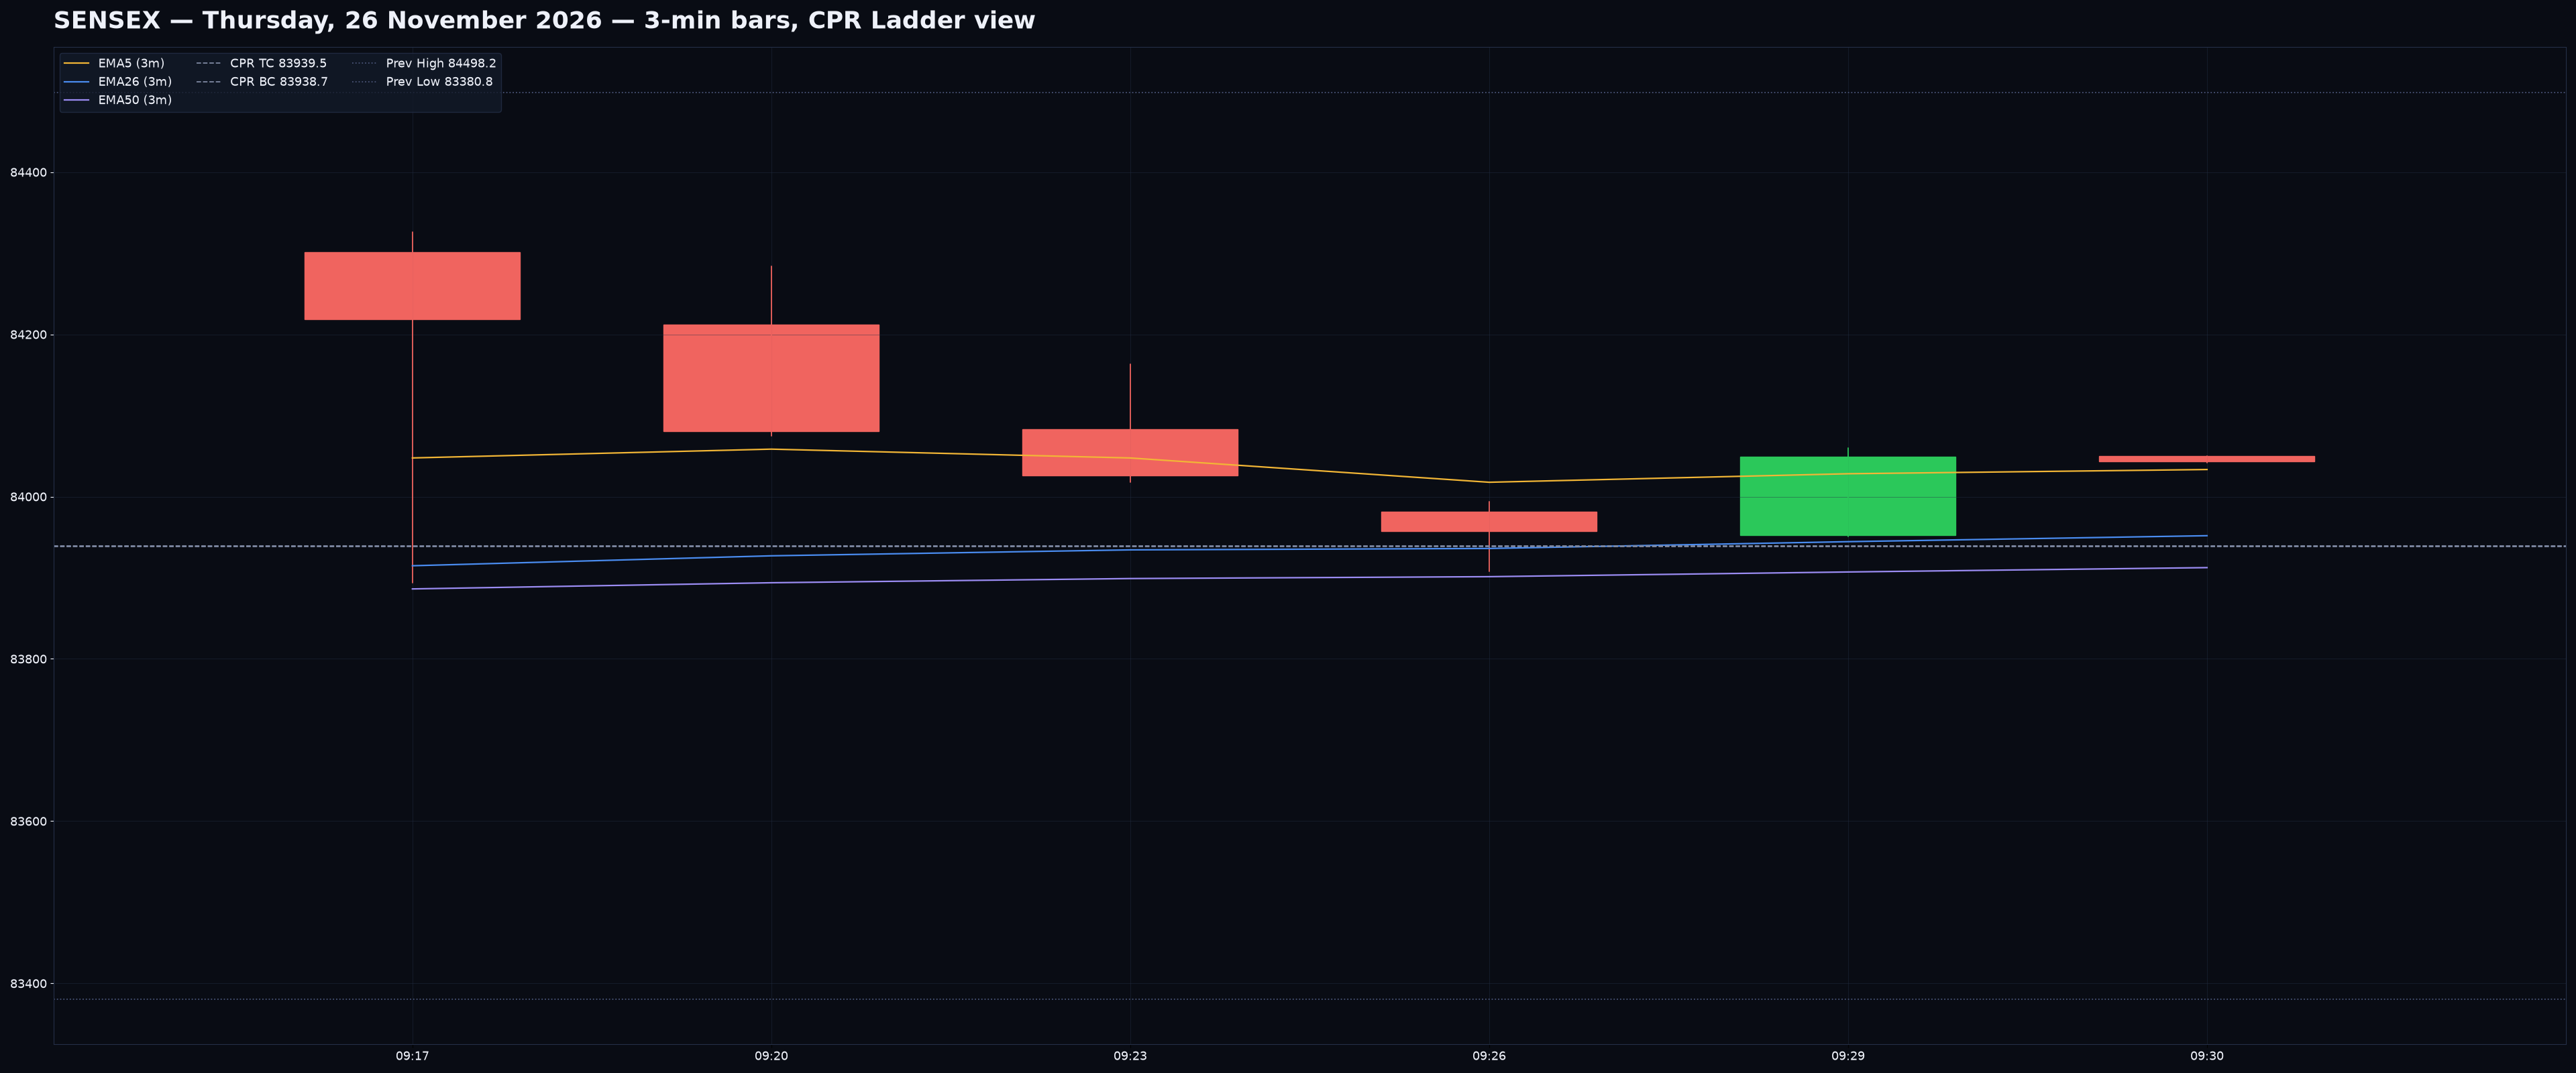 SENSEX — Thursday, 26 November 2026 — 3-min bars, CPR Ladder view
EMA5 (3m) CPR TC 83939.5 Prev High 84498.2
EMA26 (3m) CPR BC 83938.7 Prev Low 83380.8
EMA50 (3m)
84400
84200
84000
83800
83600
83400
09:17 09:20 09:23 09:26 09:29 09:30